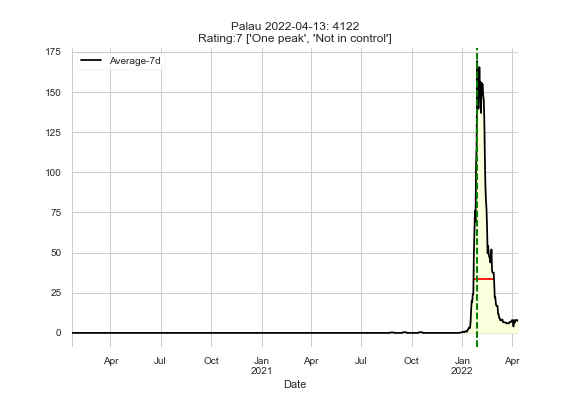 Palau 2022-04-13: 4122
Rating:7 ['One peak', 'Not in control']
175
Average-7d
150
125
100
75
50
25
0
Apr Jul Oct Jan Apr Jul Oct Jan Apr
2021 2022
Date